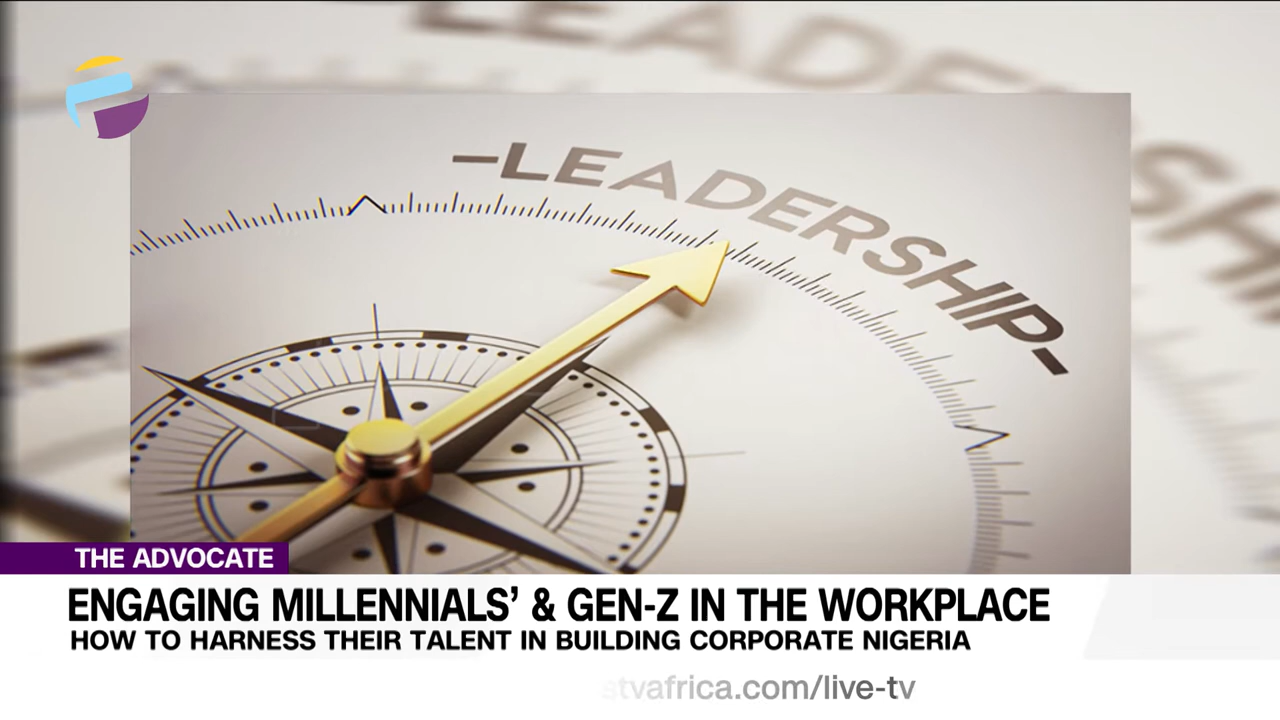 LEADERSHIP
-LEADERSHIP-
THE ADVOCATE
ENGAGING MILLENNIALS’ & GEN-Z IN THE WORKPLACE
HOW TO HARNESS THEIR TALENT IN BUILDING CORPORATE NIGERIA
stvafrica.com/live-tv